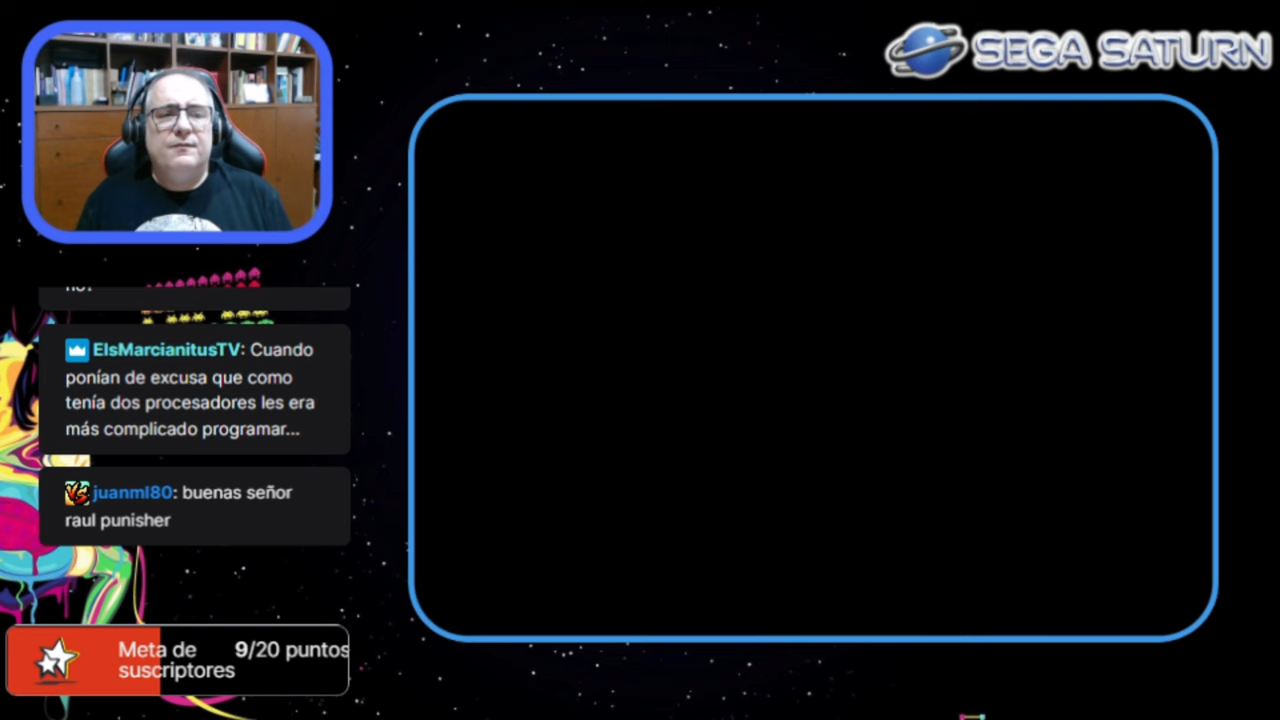 SEGA SATURN
no?
ElsMarcianitusTV: Cuando
ponían de excusa que como
tenía dos procesadores les era
más complicado programar...
juanml80: buenas señor
raul punisher
Meta de
suscriptores
9/20 puntos